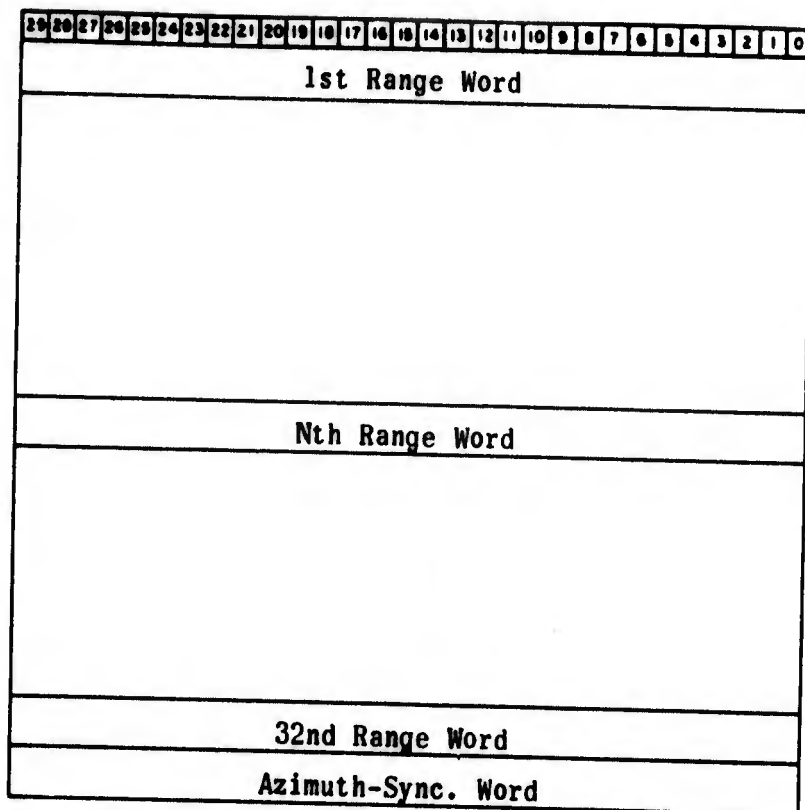 29 28 27 26 25 24 23 22 21 20 19 18 17 16 15 14 13 12 11 10 9 8 7 6 5 4 3 2 1 0
1st Range Word
Nth Range Word
32nd Range Word
Azimuth-Sync. Word